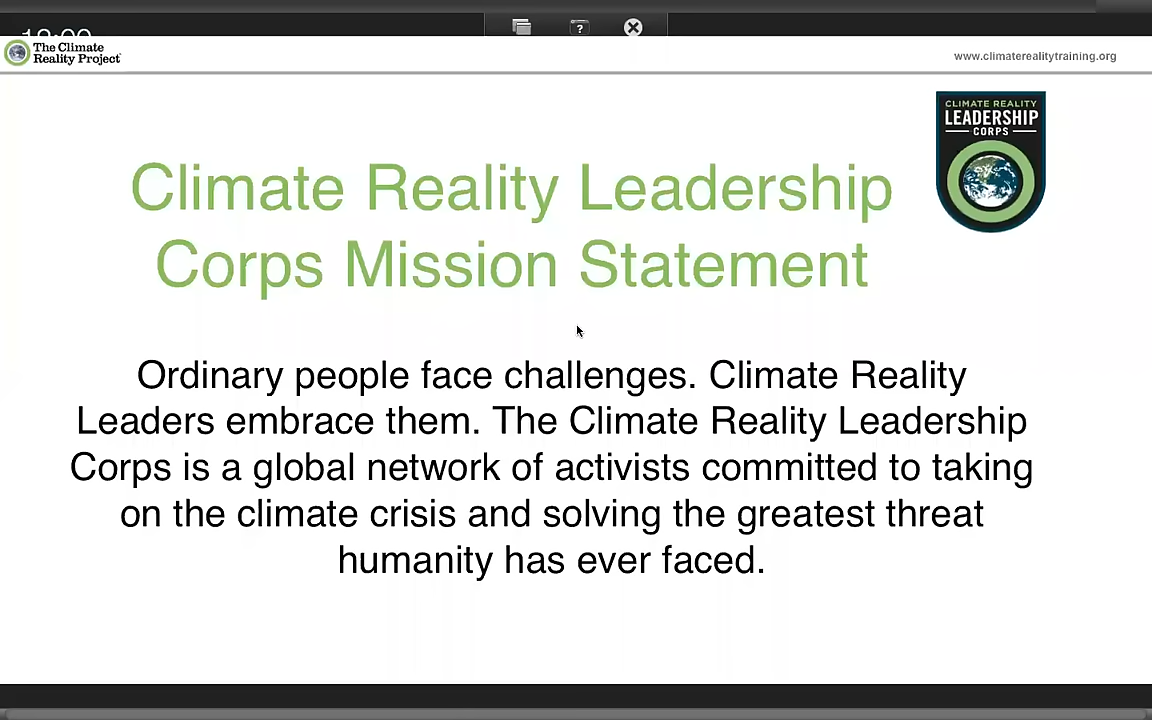 The Climate
Reality Project
www.climaterealitytraining.org
CLIMATE REALITY
LEADERSHIP
CORPS
Climate Reality Leadership
Corps Mission Statement
Ordinary people face challenges. Climate Reality
Leaders embrace them. The Climate Reality Leadership
Corps is a global network of activists committed to taking
on the climate crisis and solving the greatest threat
humanity has ever faced.